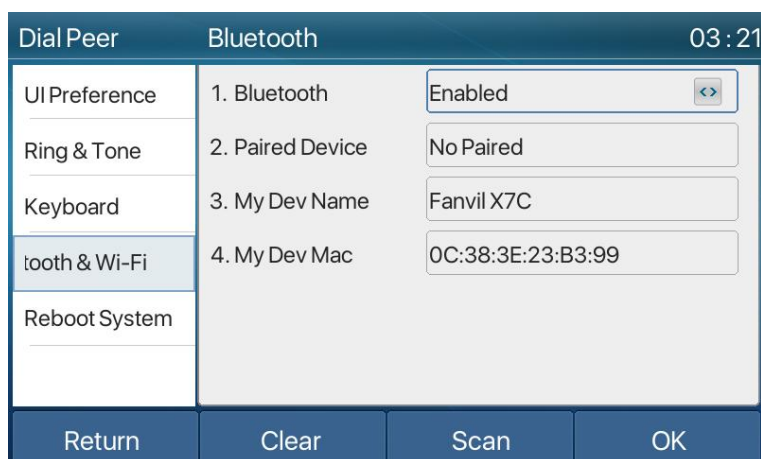 Dial Peer Bluetooth 03:21
UI Preference
Ring & Tone
Keyboard
tooth & Wi-Fi
Reboot System
1. Bluetooth Enabled <>
2. Paired Device No Paired
3. My Dev Name Fanvil X7C
4. My Dev Mac 0C:38:3E:23:B3:99
Return Clear Scan OK